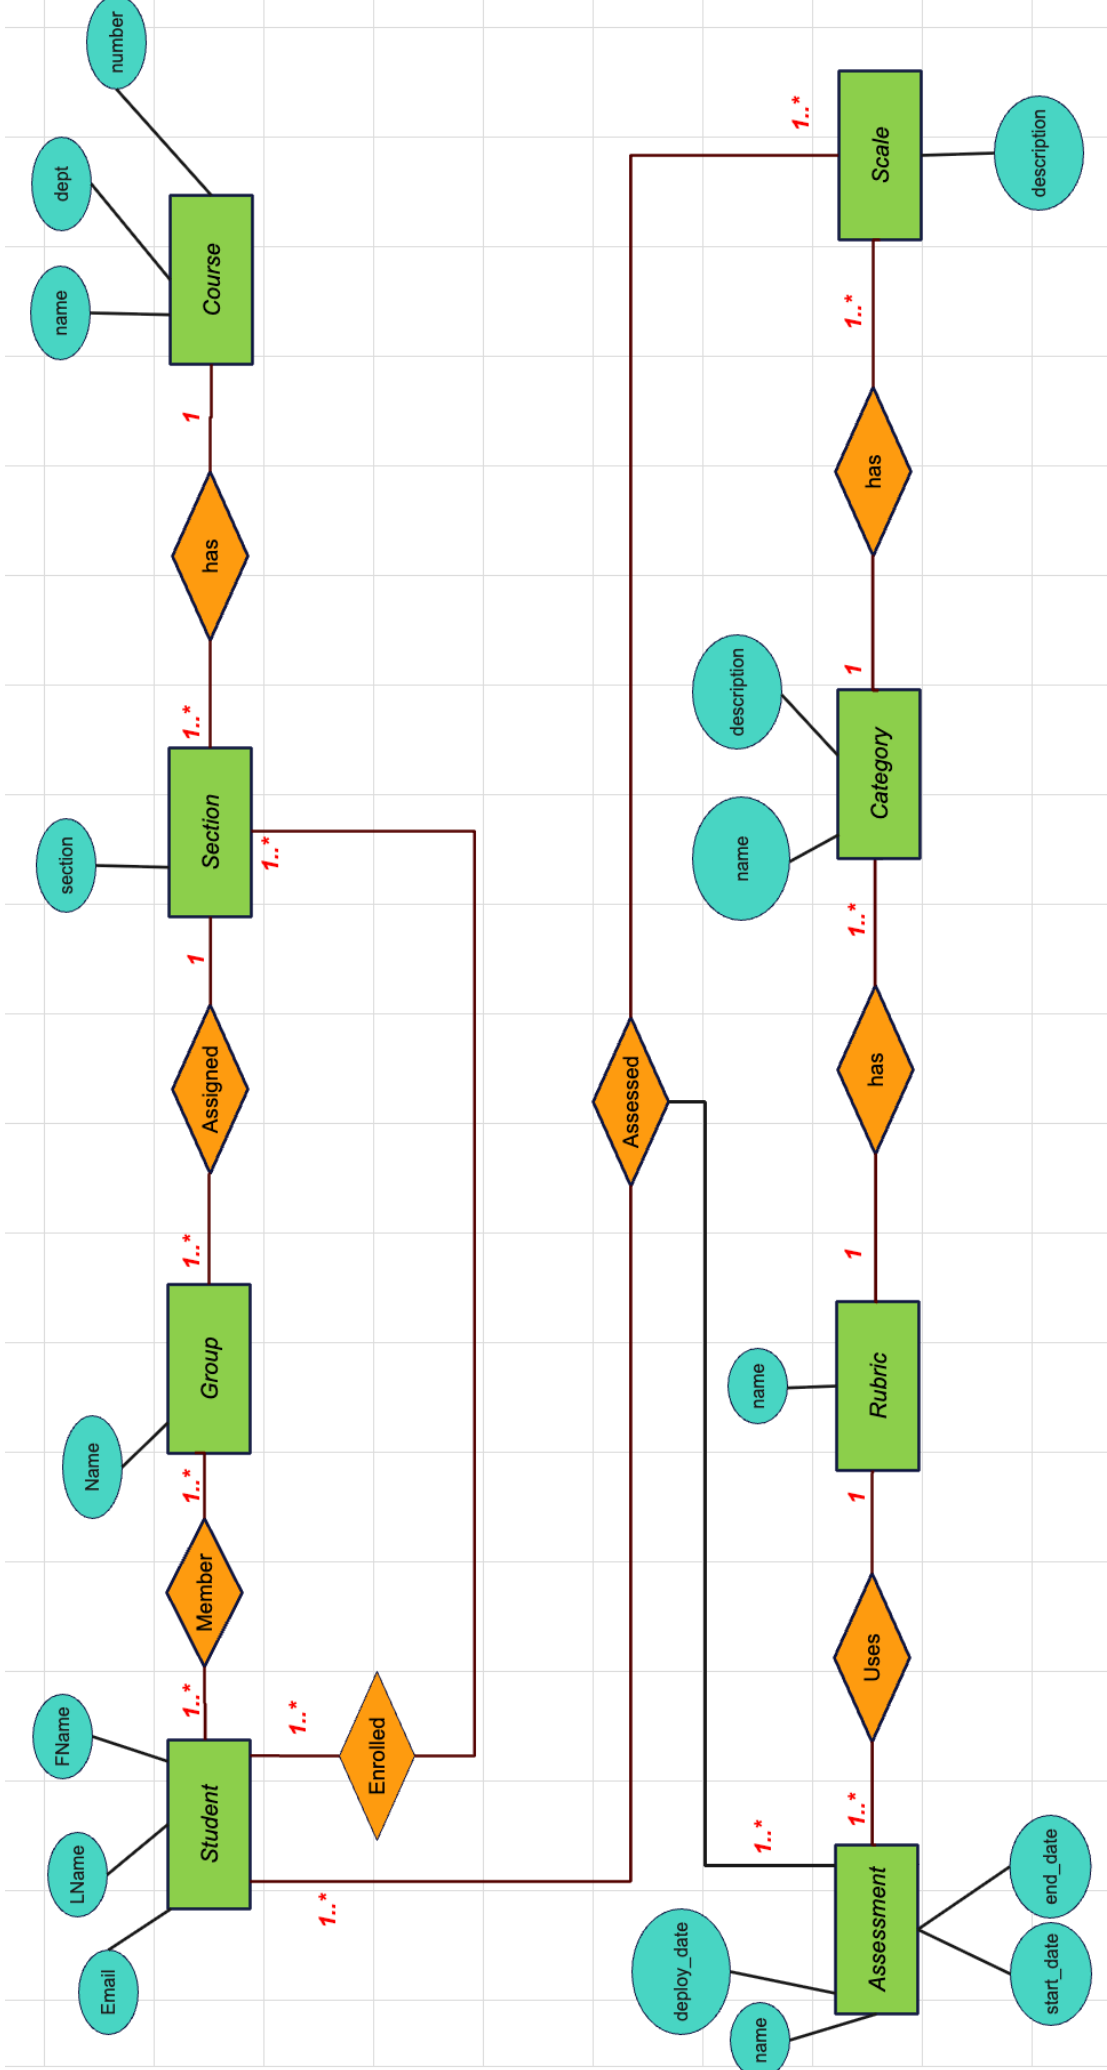 Email
LName
FName
Name
section
name
dept
number
1..*
1..*
1..*
1
1..*
1
Student
Member
Group
Assigned
Section
has
Course
1..*
1..*
1..*
Enrolled
Assessed
deploy_date
name
1..*
name
name
description
1..*
1..*
1
1
1..*
1
1..*
Assessment
Uses
Rubric
has
Category
has
Scale
start_date
end_date
description